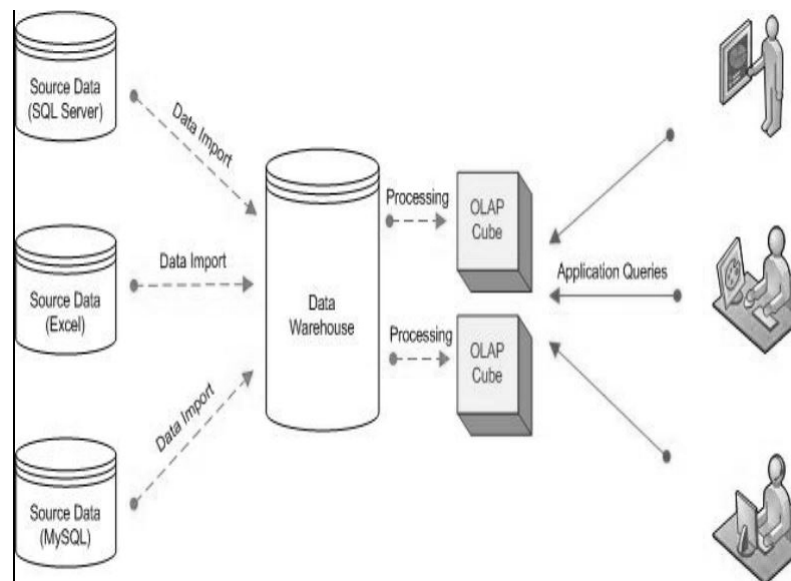 Source Data
(SQL Server)
Data Import
Source Data
(Excel)
Data Import
Source Data
(MySQL)
Data Import
Data
Warehouse
Processing
OLAP
Cube
Processing
OLAP
Cube
Application Queries